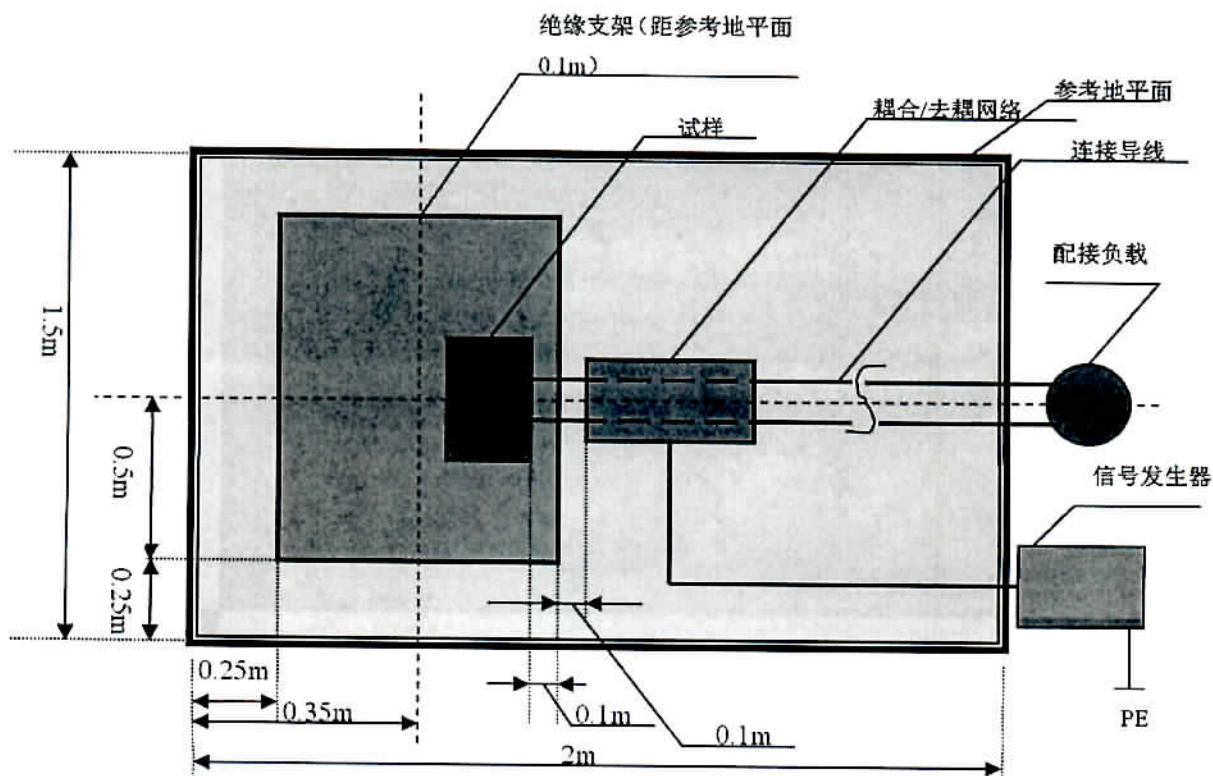 绝缘支架(距参考地平面
0.1m)
试样
耦合/去耦网络
参考地平面
连接导线
配接负载
信号发生器
PE
1.5m
0.5m
0.25m
0.25m
0.35m
0.1m
0.1m
2m